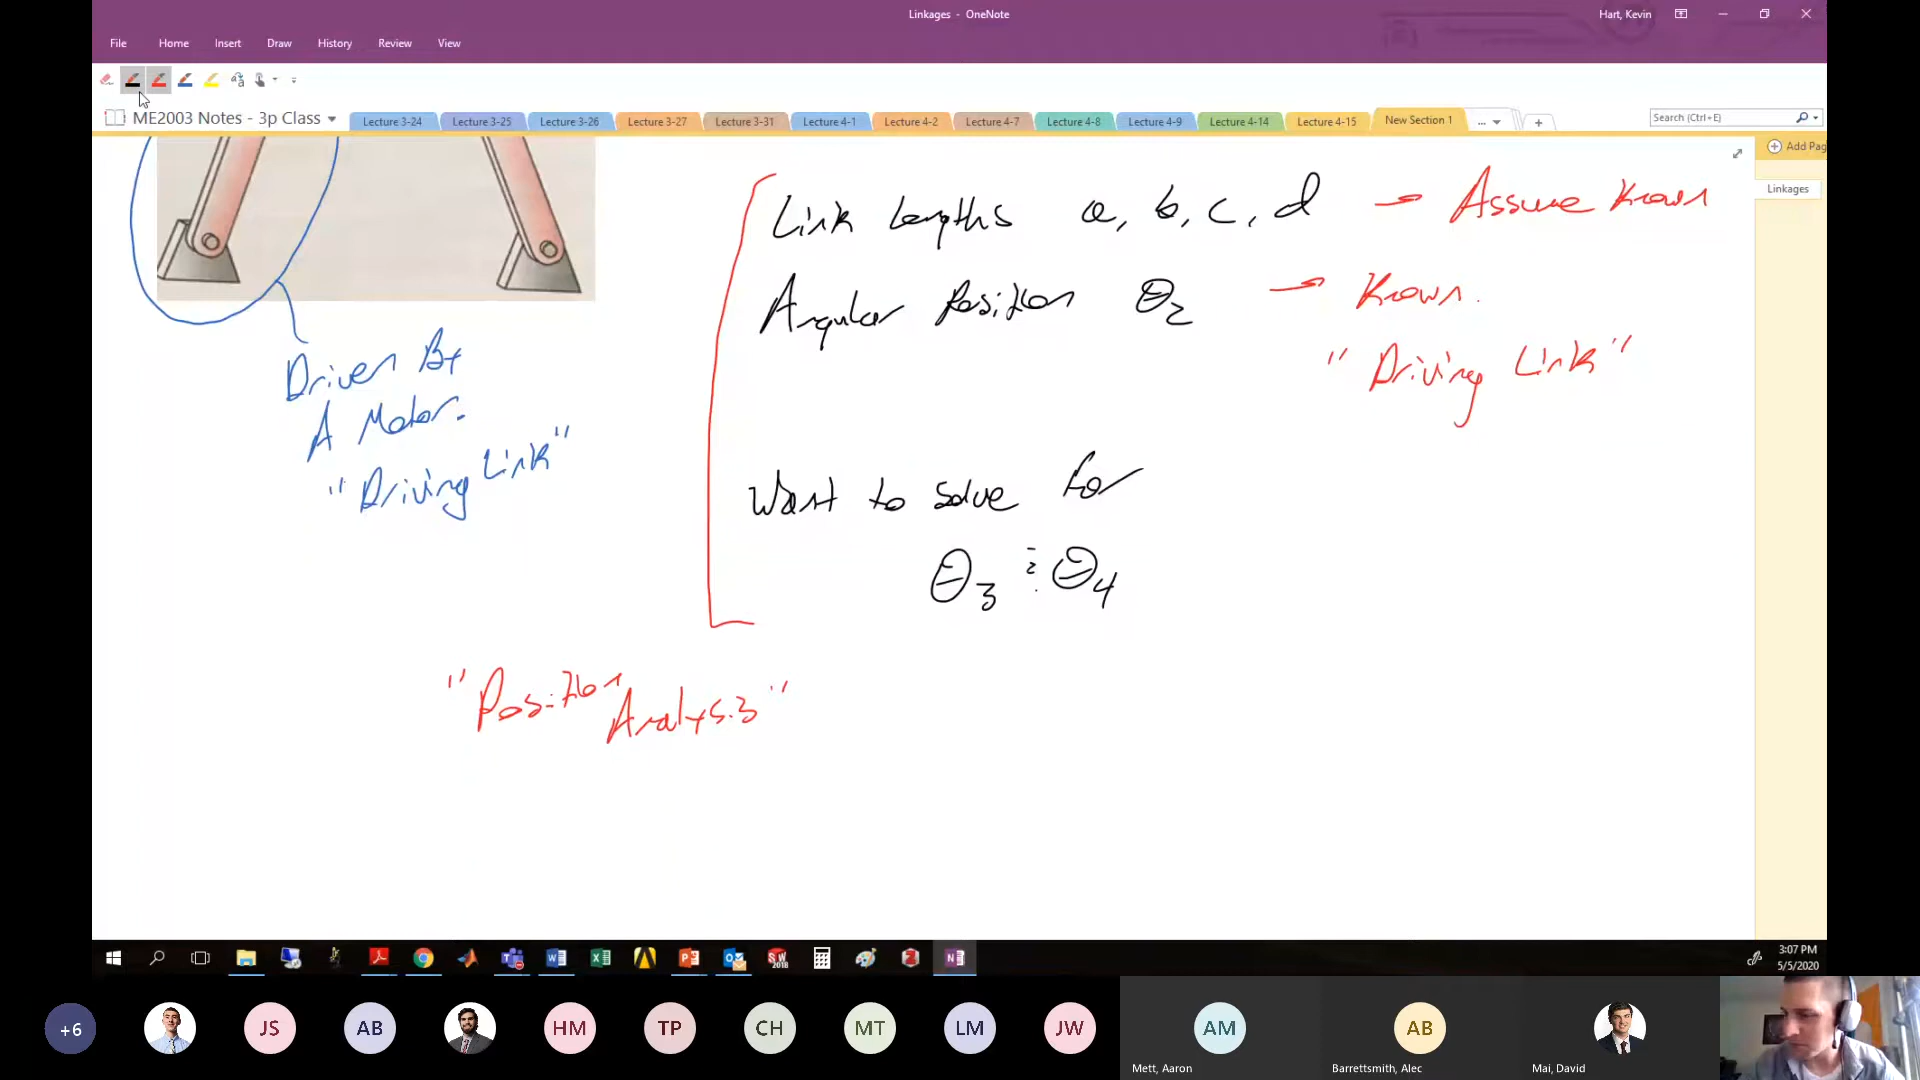 Linkages - OneNote
Hart, Kevin
File Home Insert Draw History Review View
ME2003 Notes - 3p Class
Lecture 3-24 Lecture 3-25 Lecture 3-26 Lecture 3-27 Lecture 3-31 Lecture 4-1 Lecture 4-2 Lecture 4-7 Lecture 4-8 Lecture 4-9 Lecture 4-14 Lecture 4-15 New Section 1 ...
Search (Ctrl+E)
Add Pag
Linkages
Link Lengths a, b, c, d → Assume Known
Angular Position Θ2 → Known.
"Driving Link"
Driven By
A Motor.
"Driving Link"
Want to solve for
Θ3 ; Θ4
"Position Analysis"
3:07 PM
5/5/2020
+6 JS AB HM TP CH MT LM JW AM AB
Mett, Aaron
Barrettsmith, Alec
Mai, David